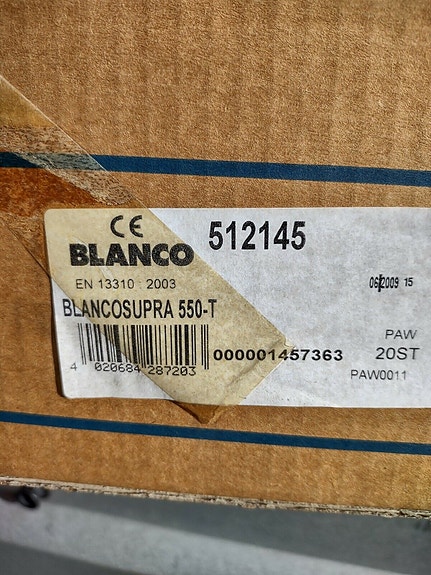 CE
BLANCO 512145
EN 13310 : 2003
06/2009 15
BLANCOSUPRA 550-T
PAW
000001457363 20ST
4 020684 287203
PAW0011